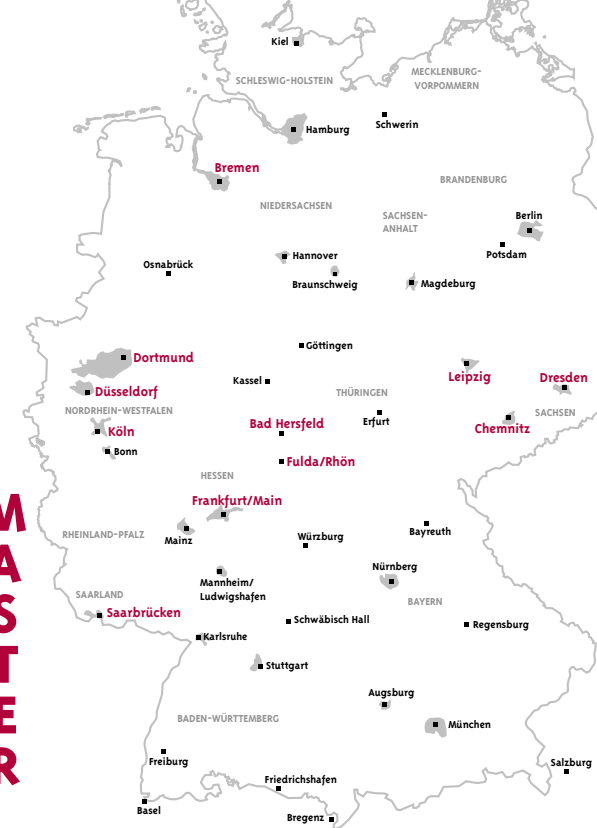 Kiel
SCHLESWIG-HOLSTEIN
MECKLENBURG-
VORPOMMERN
Hamburg
Schwerin
Bremen
BRANDENBURG
NIEDERSACHSEN
SACHSEN-
ANHALT
Berlin
Potsdam
Osnabrück
Hannover
Braunschweig
Magdeburg
Göttingen
Dortmund
Leipzig
Dresden
Kassel
Düsseldorf
THÜRINGEN
NORDRHEIN-WESTFALEN
Erfurt
SACHSEN
Köln
Bad Hersfeld
Chemnitz
Bonn
Fulda/Rhön
HESSEN
Frankfurt/Main
Mainz
RHEINLAND-PFALZ
Würzburg
Bayreuth
Nürnberg
Mannheim/
Ludwigshafen
SAARLAND
BAYERN
Saarbrücken
Schwäbisch Hall
Regensburg
Karlsruhe
Stuttgart
Augsburg
BADEN-WÜRTTEMBERG
München
Freiburg
Salzburg
Friedrichshafen
Basel
Bregenz
M
A
S
T
E
R